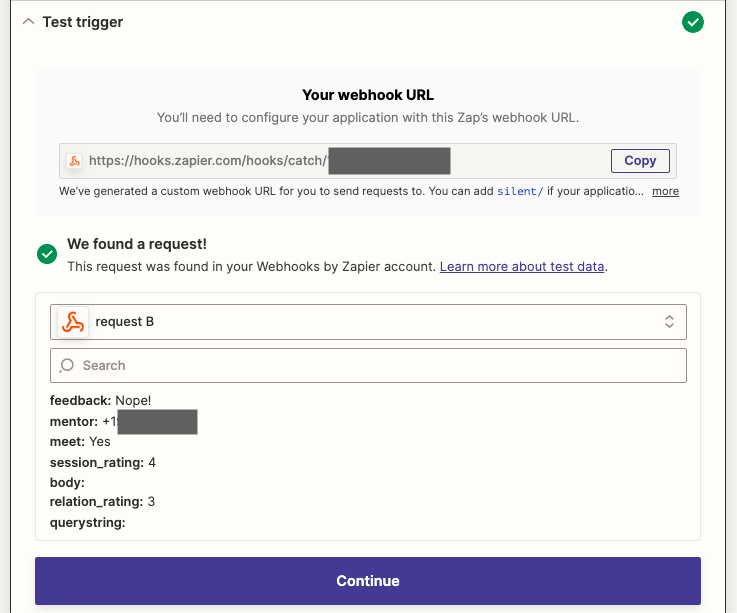 Test trigger
Your webhook URL
You'll need to configure your application with this Zap's webhook URL.
https://hooks.zapier.com/hooks/catch/
Copy
We've generated a custom webhook URL for you to send requests to. You can add silent/ if your applicatio... more
We found a request!
This request was found in your Webhooks by Zapier account. Learn more about test data.
request B
Search
feedback: Nope!
mentor: +1
meet: Yes
session_rating: 4
body:
relation_rating: 3
querystring:
Continue